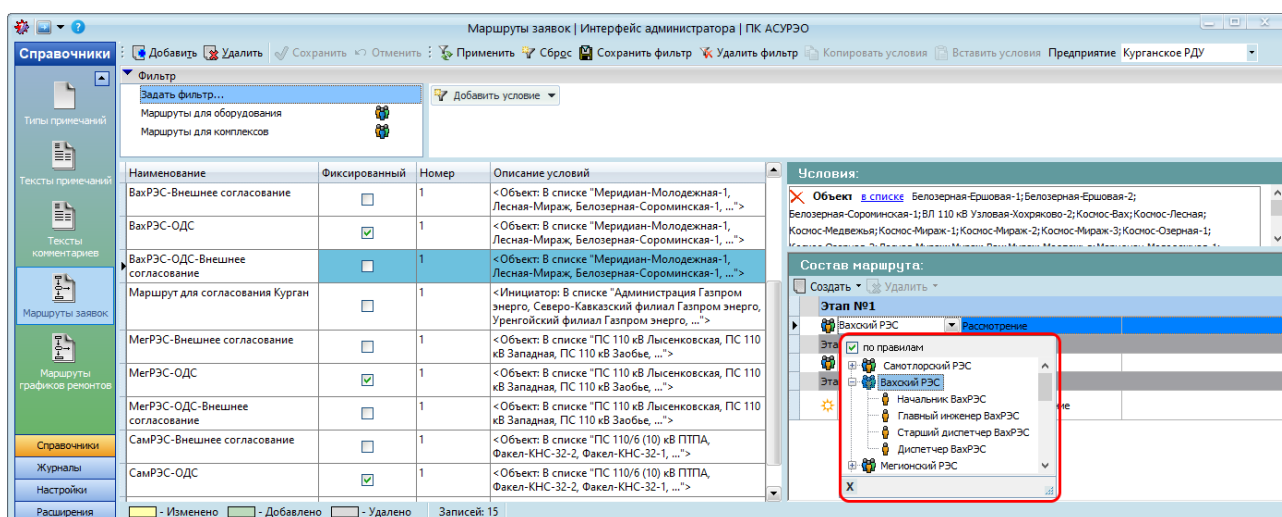 Маршруты заявок | Интерфейс администратора | ПК АСУРЭО
Справочники
Добавить Удалить Сохранить Отменить Применить Сброс Сохранить фильтр Удалить фильтр Копировать условия Вставить условия Предприятие Курганское РДУ
Фильтр
Задать фильтр...
Маршруты для оборудования
Маршруты для комплексов
Добавить условие
Типы примечаний
Тексты примечаний
Тексты
комментариев
Маршруты заявок
Маршруты
графиков ремонтов
Справочники
Журналы
Настройки
Расширения
Наименование Фиксированный Номер Описание условий
ВахРЭС-Внешнее согласование 1 <Объект: В списке "Меридиан-Молодежная-1,
Лесная-Мираж, Белозерная-Сороминская-1, ...">
ВахРЭС-ОДС 1 <Объект: В списке "Меридиан-Молодежная-1,
Лесная-Мираж, Белозерная-Сороминская-1, ...">
ВахРЭС-ОДС-Внешнее 1 <Объект: В списке "Меридиан-Молодежная-1,
согласование Лесная-Мираж, Белозерная-Сороминская-1, ...">
Маршрут для согласования Курган 1 <Инициатор: В списке "Администрация Газпром
энерго, Северо-Кавказский филиал Газпром энерго,
Уренгойский филиал Газпром энерго, ...">
МегРЭС-Внешнее согласование 1 <Объект: В списке "ПС 110 кВ Лысенковская, ПС 110
кВ Западная, ПС 110 кВ Заобье, ...">
МегРЭС-ОДС 1 <Объект: В списке "ПС 110 кВ Лысенковская, ПС 110
кВ Западная, ПС 110 кВ Заобье, ...">
МегРЭС-ОДС-Внешнее 1 <Объект: В списке "ПС 110 кВ Лысенковская, ПС 110
согласование кВ Западная, ПС 110 кВ Заобье, ...">
СамРЭС-Внешнее согласование 1 <Объект: В списке "ПС 110/6 (10) кВ ПТПА,
Факел-КНС-32-2, Факел-КНС-32-1, ...">
СамРЭС-ОДС 1 <Объект: В списке "ПС 110/6 (10) кВ ПТПА,
Факел-КНС-32-2, Факел-КНС-32-1, ...">
- Изменено - Добавлено - Удалено Записей: 15
Условия:
Объект в списке Белозерная-Ершовая-1;Белозерная-Ершовая-2;
Белозерная-Сороминская-1;ВЛ 110 кВ Узловая-Хохряково-2;Космос-Вах;Космос-Лесная;
Космос-Медвежья;Космос-Мираж-1;Космос-Мираж-2;Космос-Мираж-3;Космос-Озерная-1;
Состав маршрута:
Создать Удалить
Этап №1
Вахский РЭС Рассмотрение
Эта
по правилам
Самотлорский РЭС
Эта
Вахский РЭС
Начальник ВахРЭС
Главный инженер ВахРЭС
Старший диспетчер ВахРЭС
Диспетчер ВахРЭС
Мегионский РЭС
X